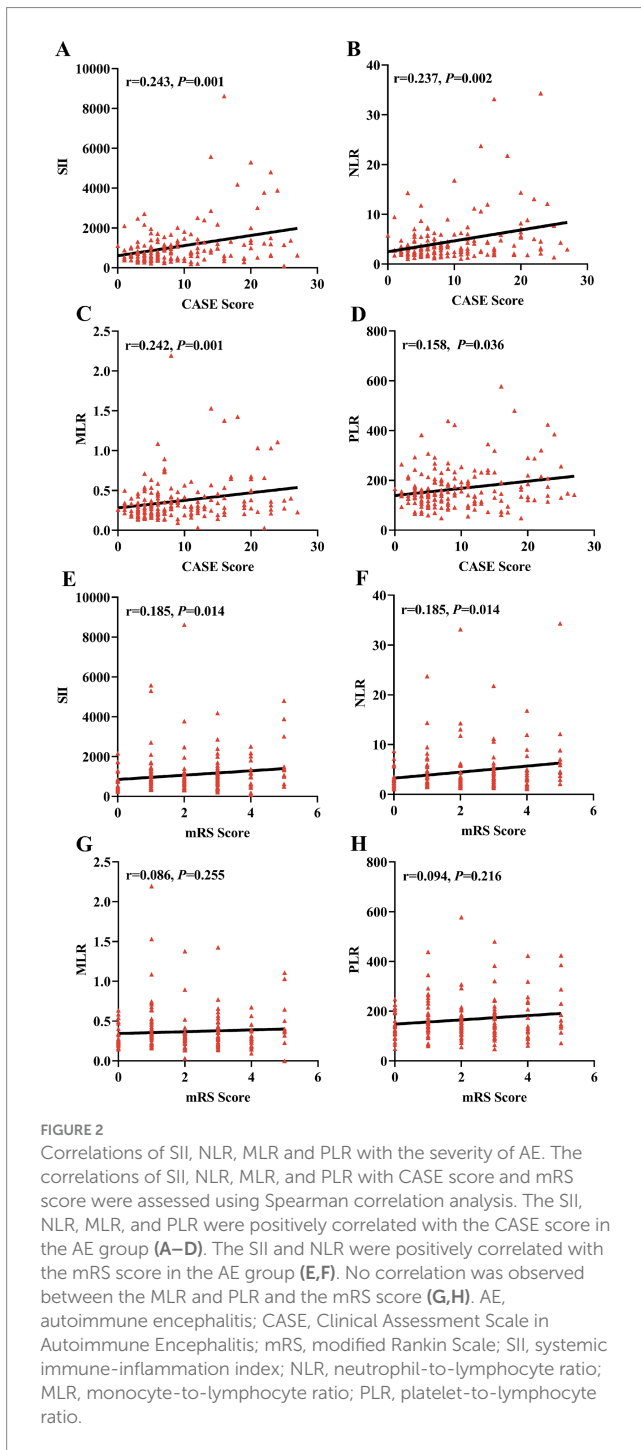 A
r=0.243, P=0.001
SII
10000
8000
6000
4000
2000
0
0 10 20 30
CASE Score
B
r=0.237, P=0.002
NLR
40
30
20
10
0
0 10 20 30
CASE Score
C
r=0.242, P=0.001
MLR
2.5
2.0
1.5
1.0
0.5
0.0
0 10 20 30
CASE Score
D
r=0.158, P=0.036
PLR
800
600
400
200
0
0 10 20 30
CASE Score
E
r=0.185, P=0.014
SII
10000
8000
6000
4000
2000
0
0 2 4 6
mRS Score
F
r=0.185, P=0.014
NLR
40
30
20
10
0
0 2 4 6
mRS Score
G
r=0.086, P=0.255
MLR
2.5
2.0
1.5
1.0
0.5
0.0
0 2 4 6
mRS Score
H
r=0.094, P=0.216
PLR
800
600
400
200
0
0 2 4 6
mRS Score
FIGURE 2
Correlations of SII, NLR, MLR and PLR with the severity of AE. The
correlations of SII, NLR, MLR, and PLR with CASE score and mRS
score were assessed using Spearman correlation analysis. The SII,
NLR, MLR, and PLR were positively correlated with the CASE score in
the AE group (A–D). The SII and NLR were positively correlated with
the mRS score in the AE group (E,F). No correlation was observed
between the MLR and PLR and the mRS score (G,H). AE,
autoimmune encephalitis; CASE, Clinical Assessment Scale in
Autoimmune Encephalitis; mRS, modified Rankin Scale; SII, systemic
immune-inflammation index; NLR, neutrophil-to-lymphocyte ratio;
MLR, monocyte-to-lymphocyte ratio; PLR, platelet-to-lymphocyte
ratio.